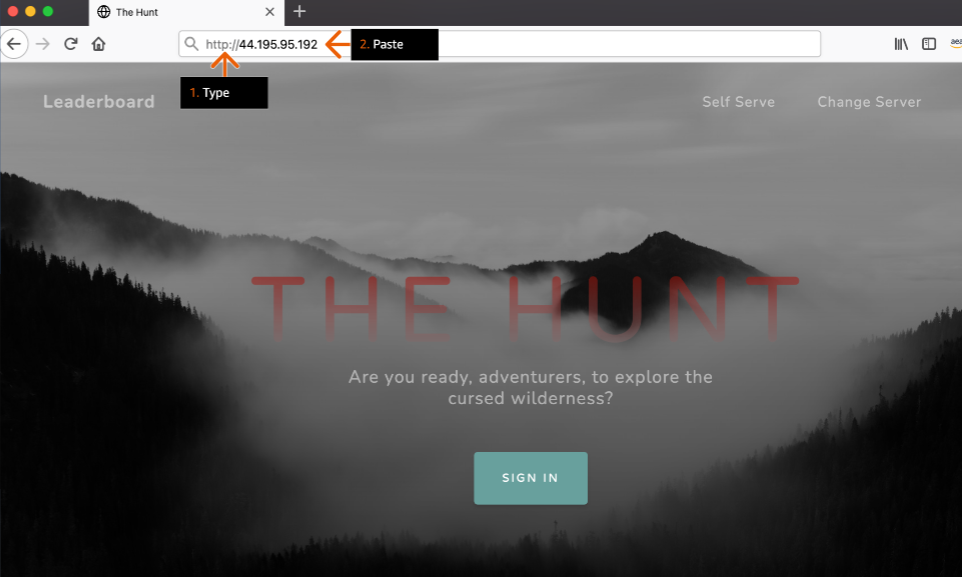 The Hunt
http://44.195.95.192
2. Paste
1. Type
Leaderboard
Self Serve
Change Server
THE HUNT
Are you ready, adventurers, to explore the
cursed wilderness?
SIGN IN